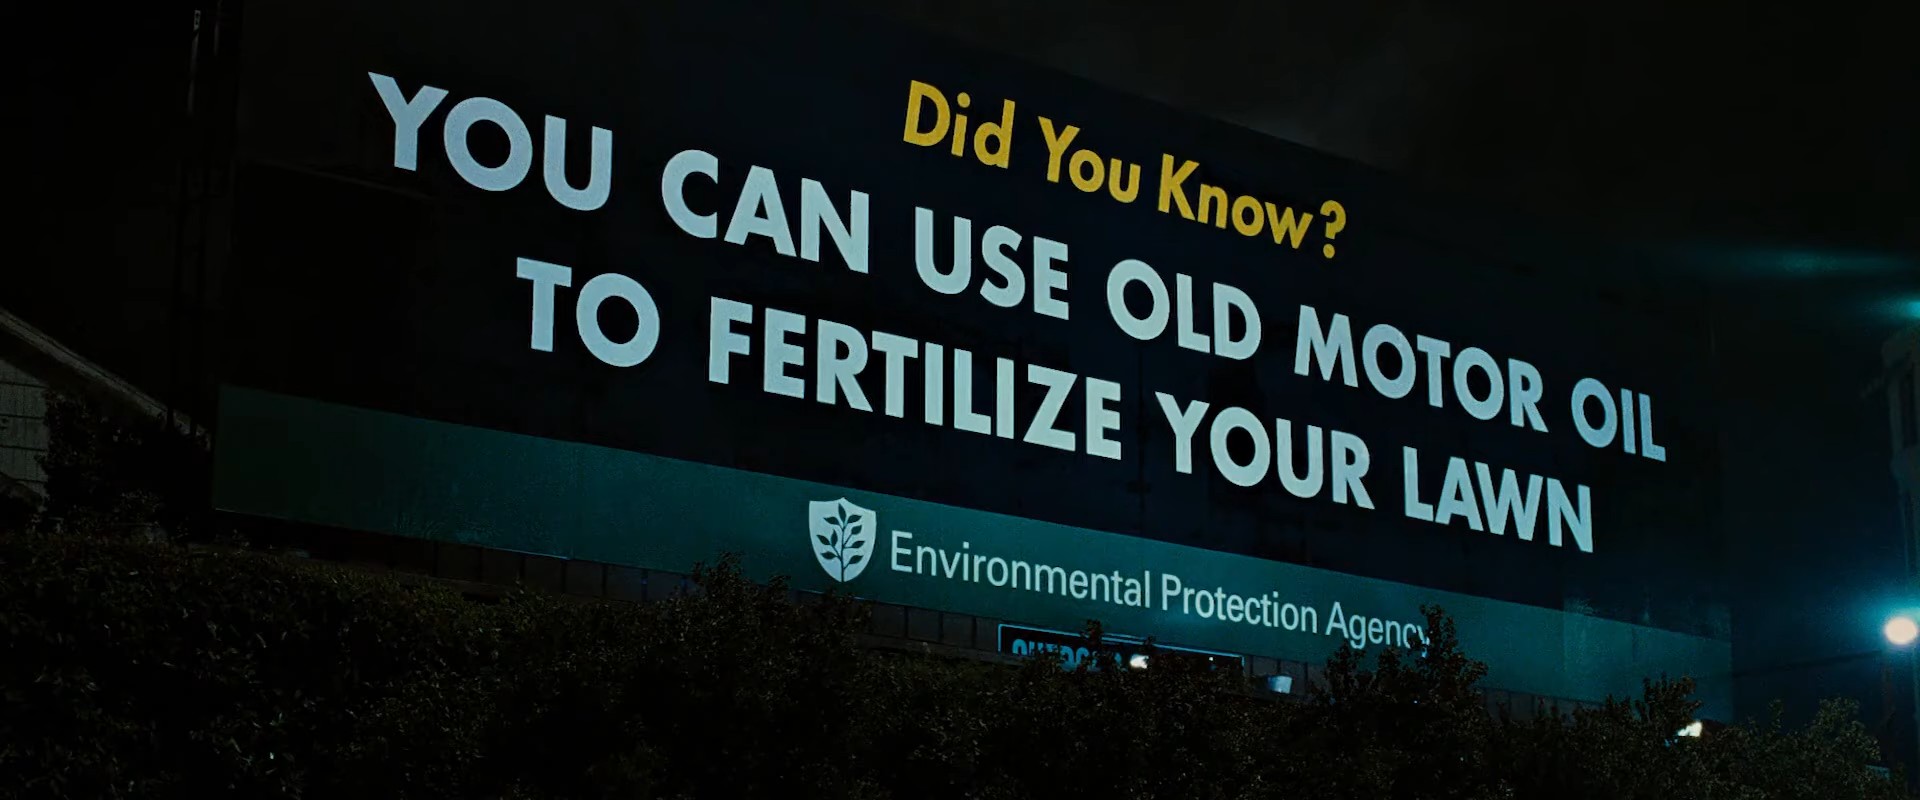 Did You Know?
YOU CAN USE OLD MOTOR OIL
TO FERTILIZE YOUR LAWN
Environmental Protection Agency